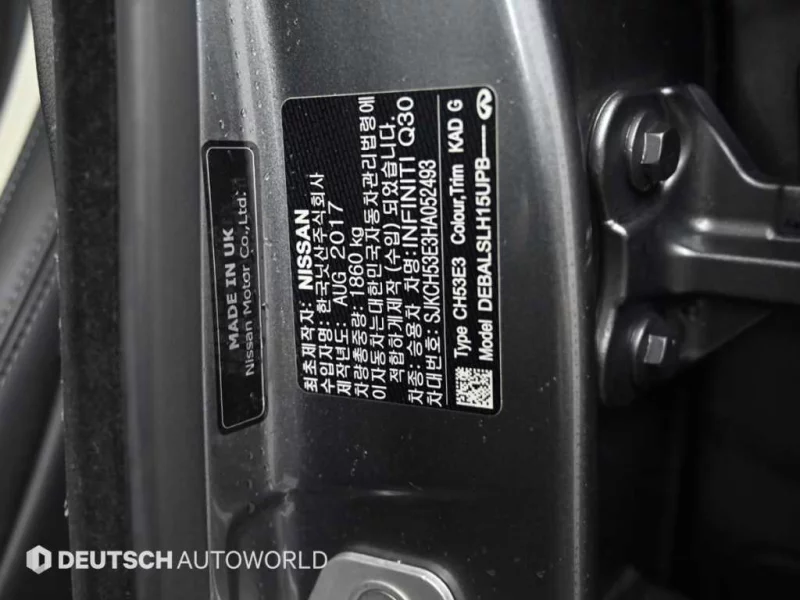 MADE IN UK
Nissan Motor Co.,Ltd.
최초제작자: NISSAN
수입자명: 한국닛산주식회사
제작년도: AUG 2017
차량총중량: 1860 kg
이자동차는대한민국자동차관리법령에
적합하게제작 (수입) 되었습니다.
차종: 승용차 차명: INFINITI Q30
차대번호: SJKCH53E3HA052493
Type CH53E3 Colour,Trim KAD G
Model DEBALSLH15UPB----
DEUTSCH AUTOWORLD